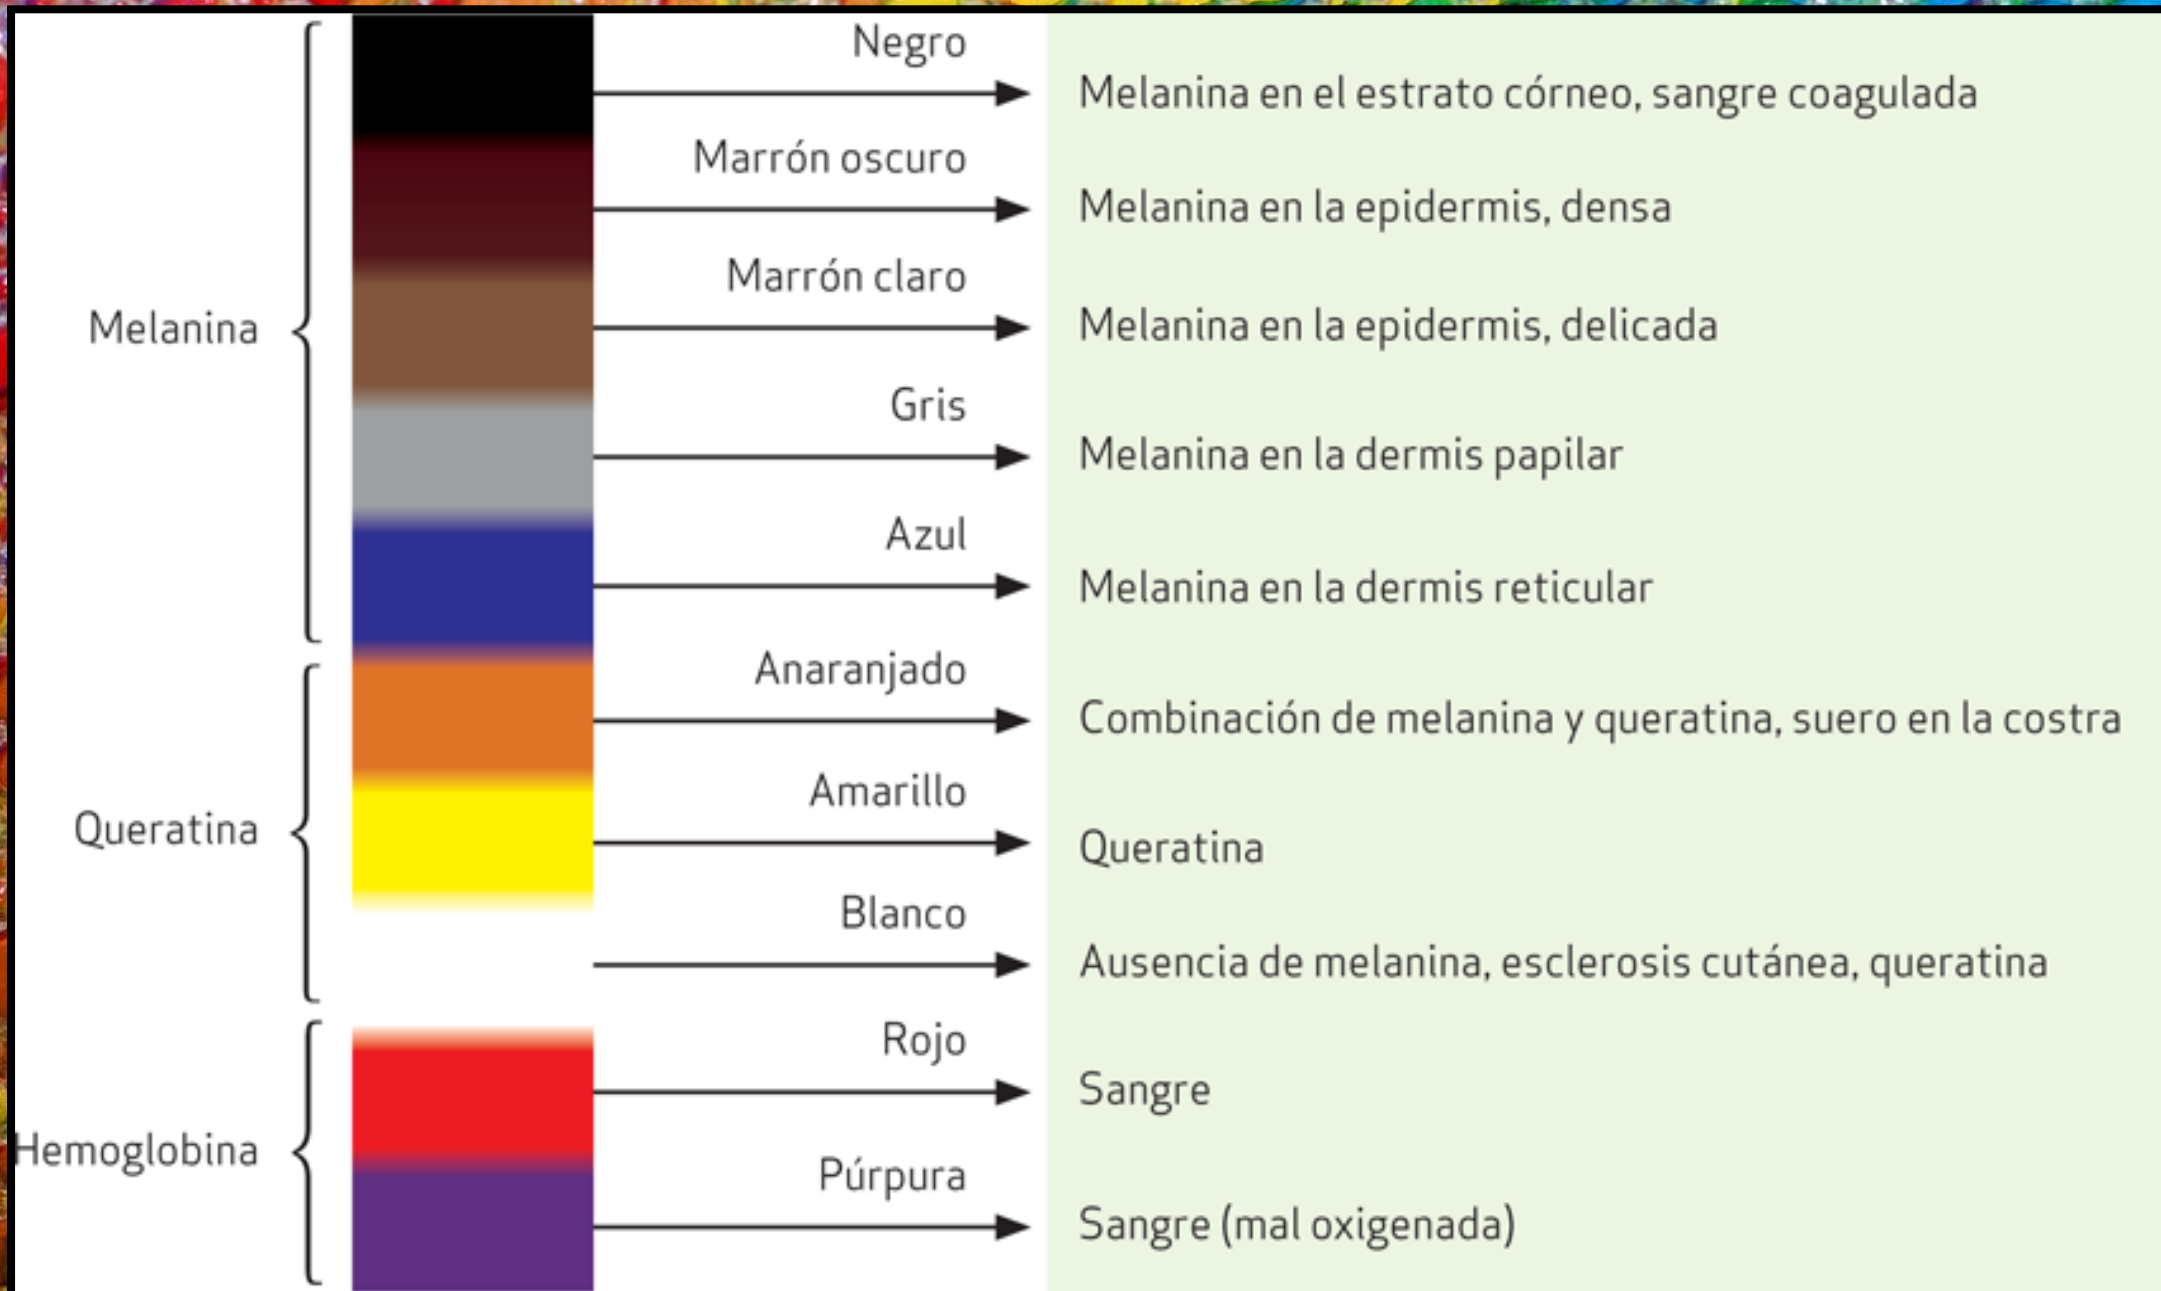 Negro
Melanina en el estrato córneo, sangre coagulada
Marrón oscuro
Melanina en la epidermis, densa
Marrón claro
Melanina
Melanina en la epidermis, delicada
Gris
Melanina en la dermis papilar
Azul
Melanina en la dermis reticular
Anaranjado
Combinación de melanina y queratina, suero en la costra
Amarillo
Queratina
Queratina
Blanco
Ausencia de melanina, esclerosis cutánea, queratina
Rojo
Sangre
Hemoglobina
Púrpura
Sangre (mal oxigenada)